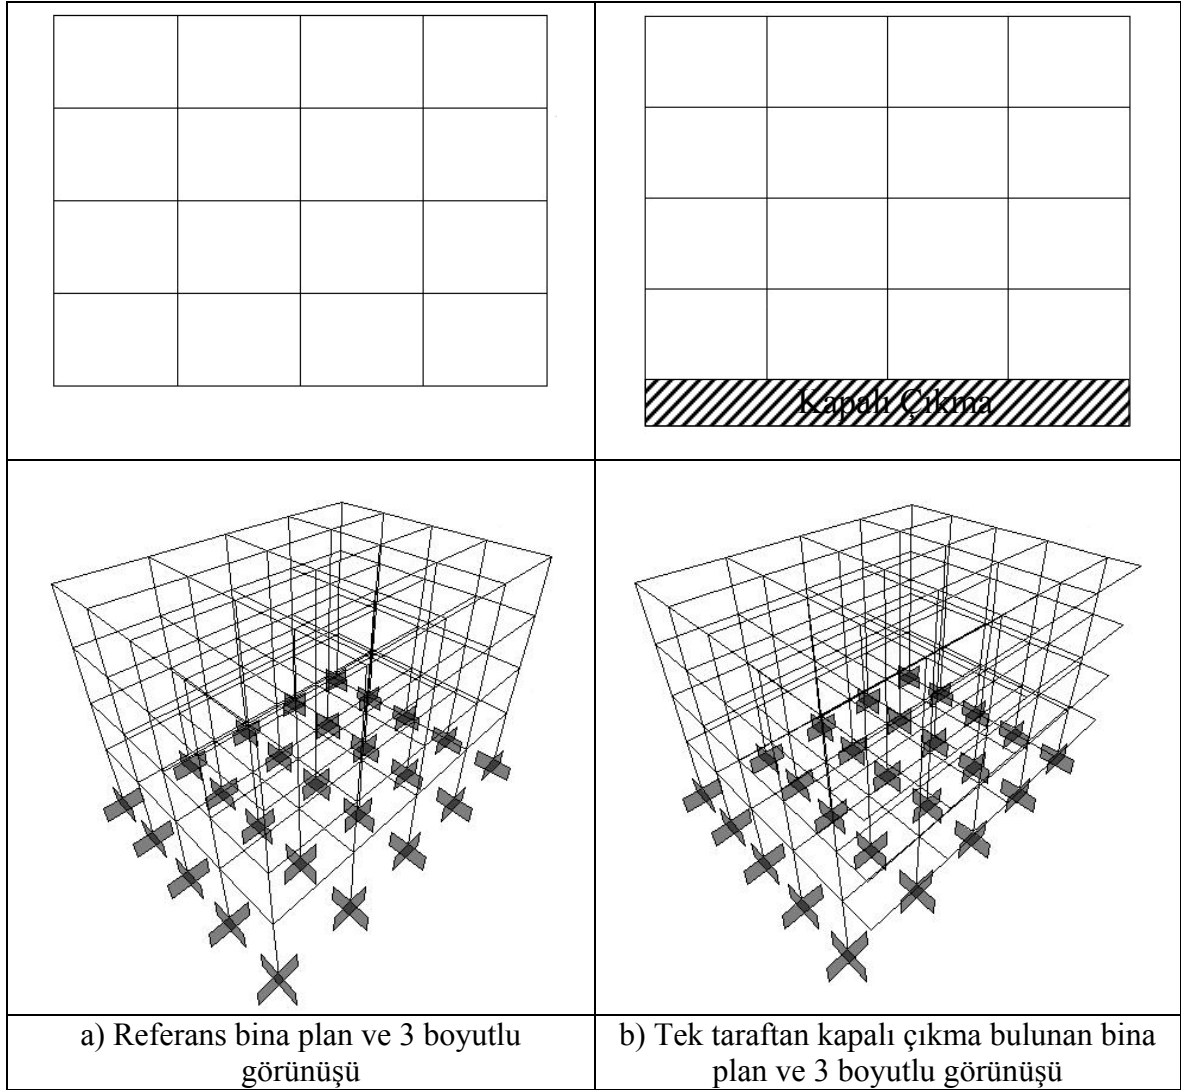 Kapalı Çıkma
a) Referans bina plan ve 3 boyutlu
görünüşü
b) Tek taraftan kapalı çıkma bulunan bina
plan ve 3 boyutlu görünüşü